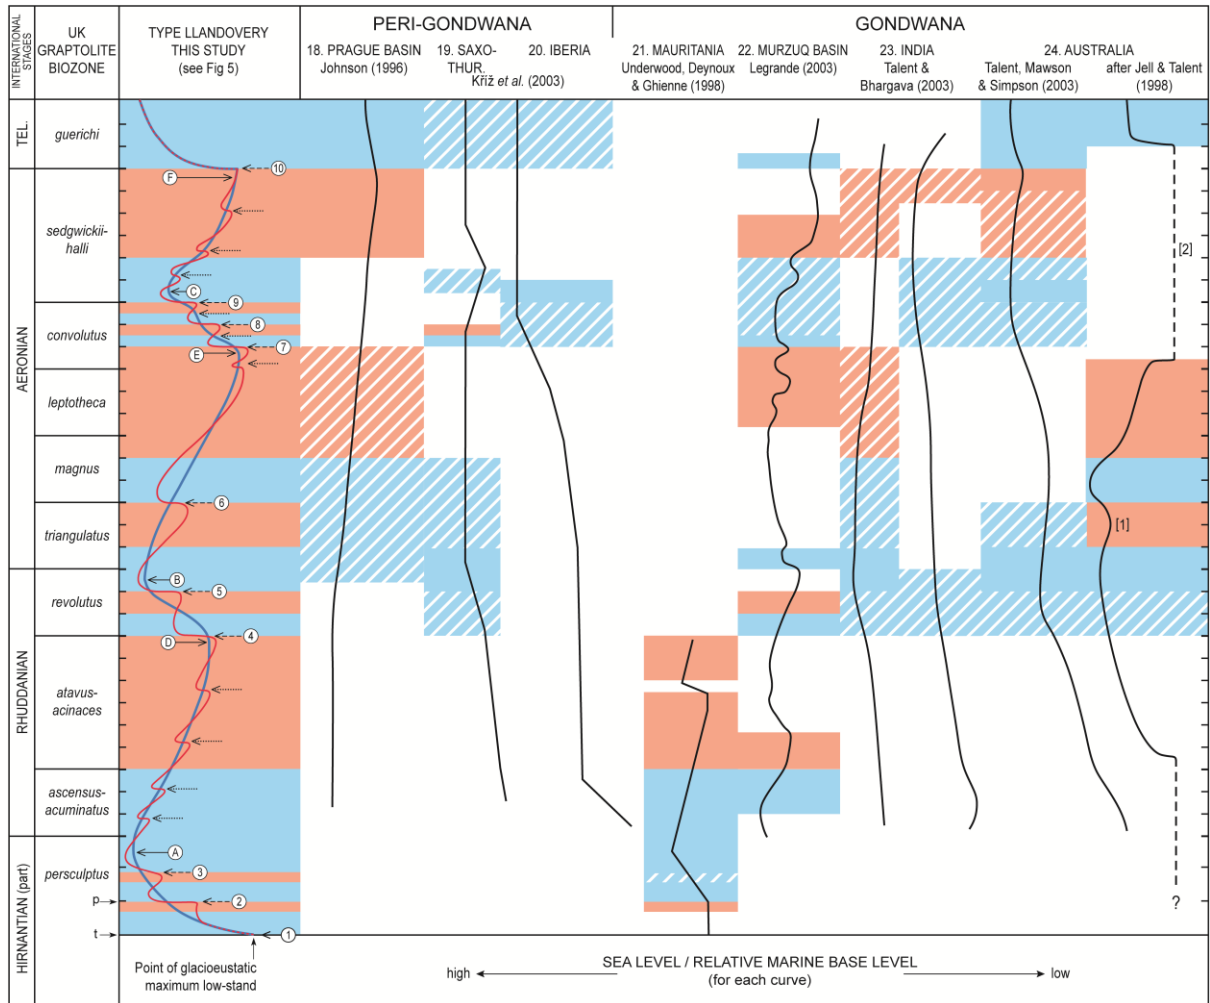 PERI-GONDWANA
GONDWANA
INTERNATIONAL STAGES
UK
GRAPTOLITE
BIOZONE
TYPE LLANDOVERY
THIS STUDY
(see Fig 5)
18. PRAGUE BASIN
Johnson (1996)
19. SAXO-
THUR.
20. IBERIA
Kříž et al. (2003)
21. MAURITANIA
Underwood, Deynoux
& Ghienne (1998)
22. MURZUQ BASIN
Legrande (2003)
23. INDIA
Talent &
Bhargava (2003)
24. AUSTRALIA
Talent, Mawson
& Simpson (2003)
after Jell & Talent
(1998)
TEL.
guerichi
10
F
AERONIAN
sedgwickii-
halli
[2]
C
9
convolutus
8
7
E
leptotheca
magnus
6
triangulatus
[1]
B
revolutus
5
4
RHUDDANIAN
D
atavus-
acinaces
ascensus-
acuminatus
A
HIRNANTIAN (part)
persculptus
3
p
2
?
t
1
Point of glacioeustatic
maximum low-stand
SEA LEVEL / RELATIVE MARINE BASE LEVEL
high
low
(for each curve)